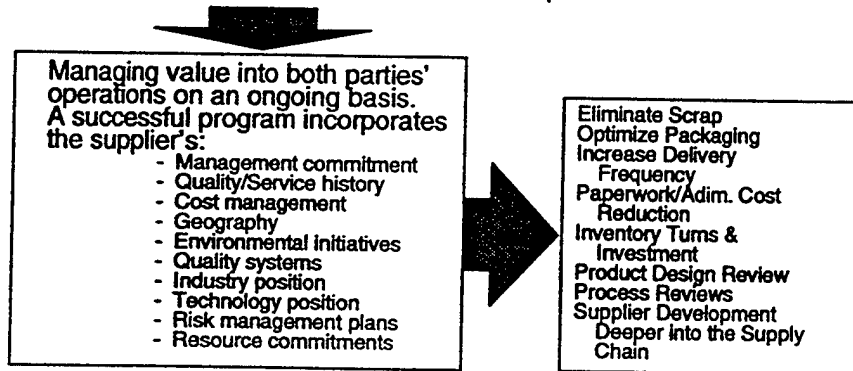 Managing value into both parties'
operations on an ongoing basis.
A successful program incorporates
the supplier's:
- Management commitment
- Quality/Service history
- Cost management
- Geography
- Environmental initiatives
- Quality systems
- Industry position
- Technology position
- Risk management plans
- Resource commitments
Eliminate Scrap
Optimize Packaging
Increase Delivery
Frequency
Paperwork/Adim. Cost
Reduction
Inventory Turns &
Investment
Product Design Review
Process Reviews
Supplier Development
Deeper into the Supply
Chain